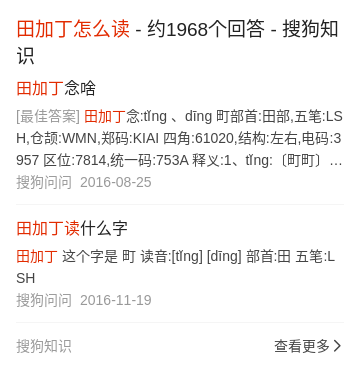 田加丁怎么读 - 约1968个回答 - 搜狗知
识
田加丁念啥
[最佳答案] 田加丁念:tǐng 、dīng 町部首:田部,五笔:LS
H,仓颉:WMN,郑码:KIAI 四角:61020,结构:左右,电码:3
957 区位:7814,统一码:753A 释义:1、tǐng:〔町町〕...
搜狗问问 2016-08-25
田加丁读什么字
田加丁 这个字是 町 读音:[tǐng] [dīng] 部首:田 五笔:L
SH
搜狗问问 2016-11-19
搜狗知识 查看更多